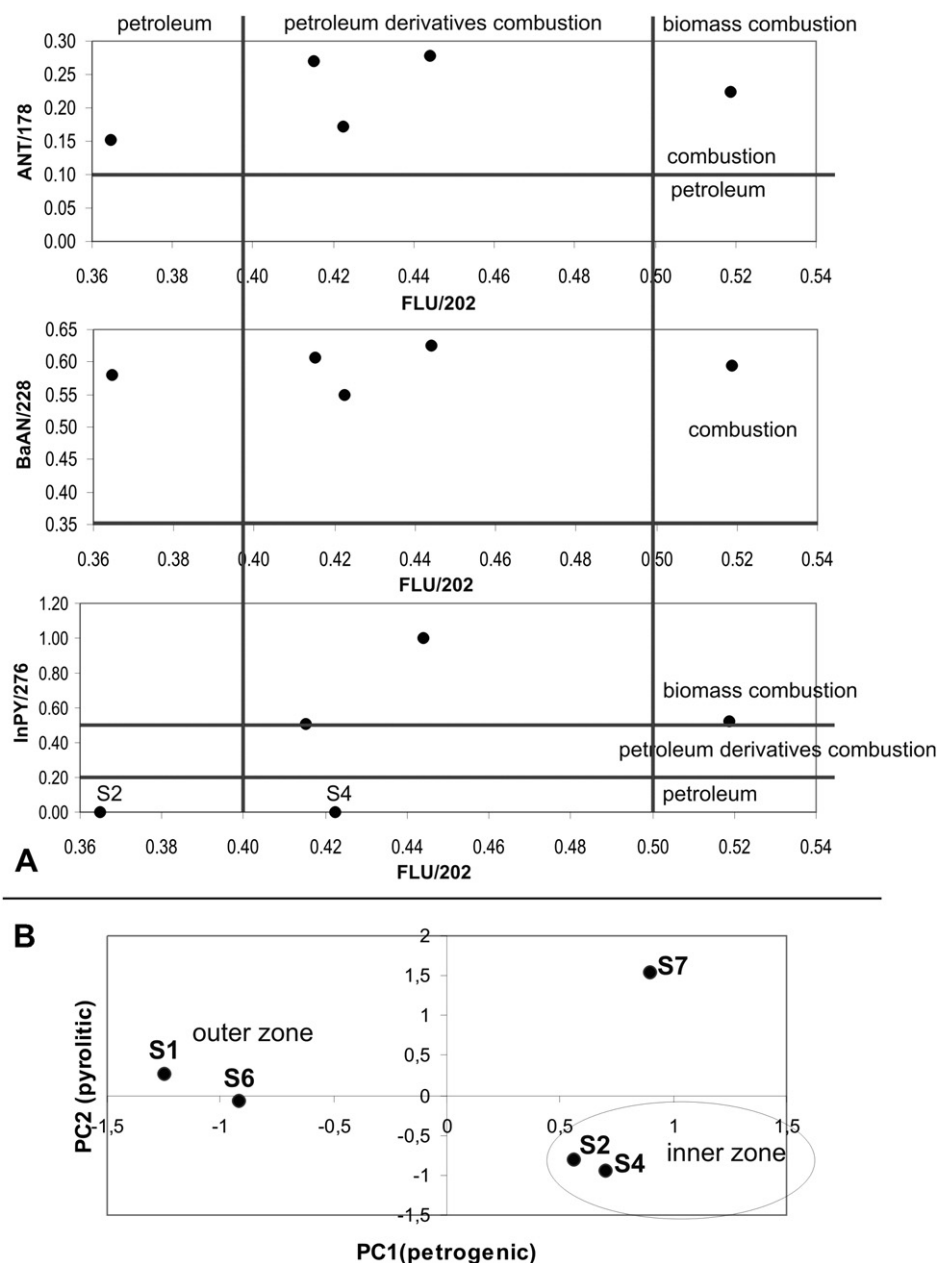 petroleum petroleum derivatives combustion biomass combustion
0.30
0.25
0.20
0.15
0.10
0.05
0.00
ANT/178
combustion
petroleum
0.36 0.38 0.40 0.42 0.44 0.46 0.48 0.50 0.52 0.54
FLU/202
0.65
0.60
0.55
0.50
0.45
0.40
0.35
BaAN/228
combustion
0.36 0.38 0.40 0.42 0.44 0.46 0.48 0.50 0.52 0.54
FLU/202
1.20
1.00
0.80
0.60
0.40
0.20
0.00
InPY/276
biomass combustion
petroleum derivatives combustion
petroleum
S2 S4
0.36 0.38 0.40 0.42 0.44 0.46 0.48 0.50 0.52 0.54
FLU/202
A
B
2
1,5
1
0,5
0
-0,5
-1
-1,5
PC2 (pyrolitic)
S7
outer zone
S1
S6
-1,5 -1 -0,5 0,5 1 1,5
S2
S4
inner zone
PC1(petrogenic)